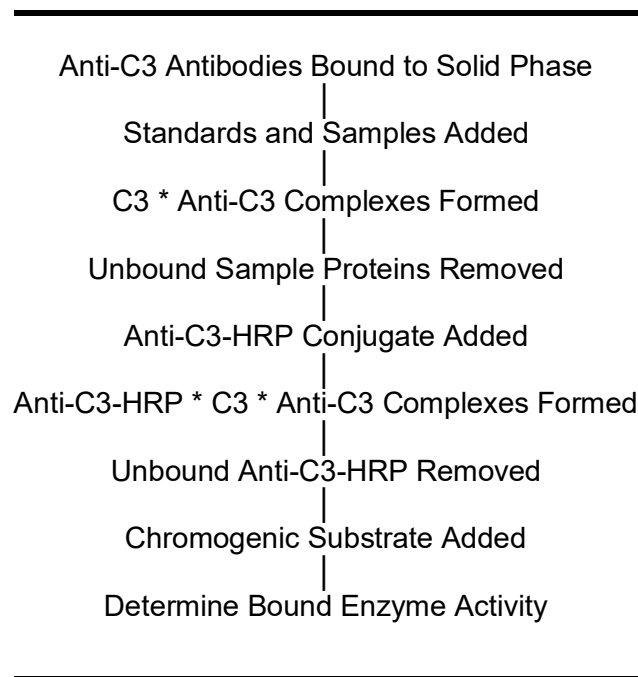 Anti-C3 Antibodies Bound to Solid Phase
Standards and Samples Added
C3 * Anti-C3 Complexes Formed
Unbound Sample Proteins Removed
Anti-C3-HRP Conjugate Added
Anti-C3-HRP * C3 * Anti-C3 Complexes Formed
Unbound Anti-C3-HRP Removed
Chromogenic Substrate Added
Determine Bound Enzyme Activity